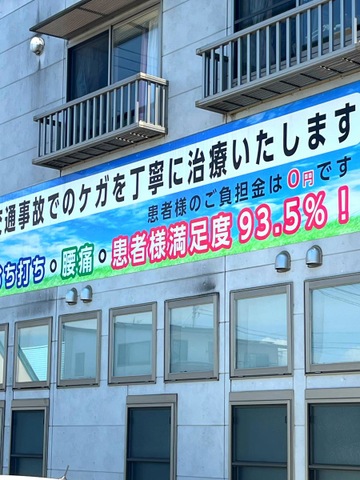 交通事故でのケガを丁寧に治療いたします
患者様のご負担金は0円です
むち打ち・腰痛・患者様満足度93.5%!